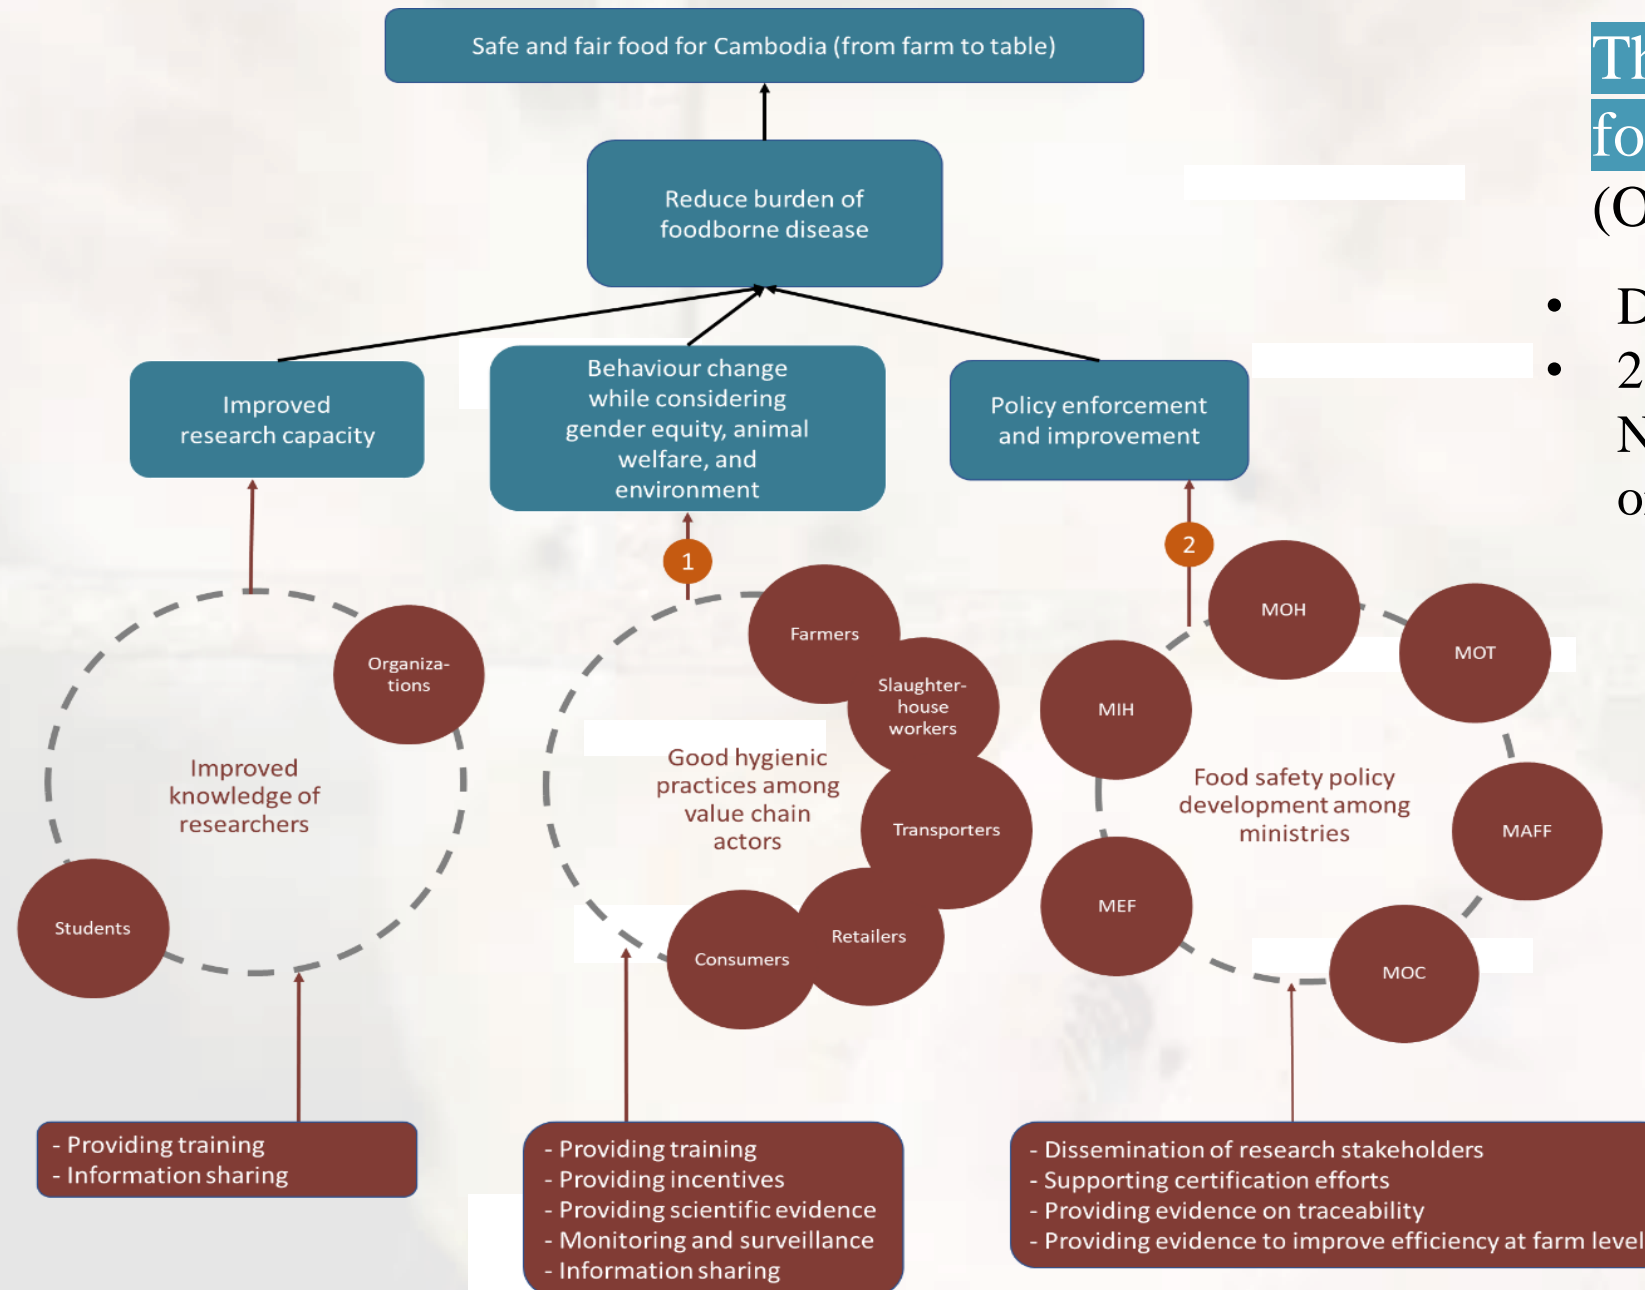 Safe and fair food for Cambodia (from farm to table)
Reduce burden of
foodborne disease
Improved
research capacity
Behaviour change
while considering
gender equity, animal
welfare, and
environment
Policy enforcement
and improvement
1
2
Organiza-
tions
Improved
knowledge of
researchers
Students
Farmers
Slaughter-
house
workers
Good hygienic
practices among
value chain
actors
Transporters
Retailers
Consumers
MOH
MOT
MIH
Food safety policy
development among
ministries
MAFF
MEF
MOC
- Providing training
- Information sharing
- Providing training
- Providing incentives
- Providing scientific evidence
- Monitoring and surveillance
- Information sharing
- Dissemination of research stakeholders
- Supporting certification efforts
- Providing evidence on traceability
- Providing evidence to improve efficiency at farm level